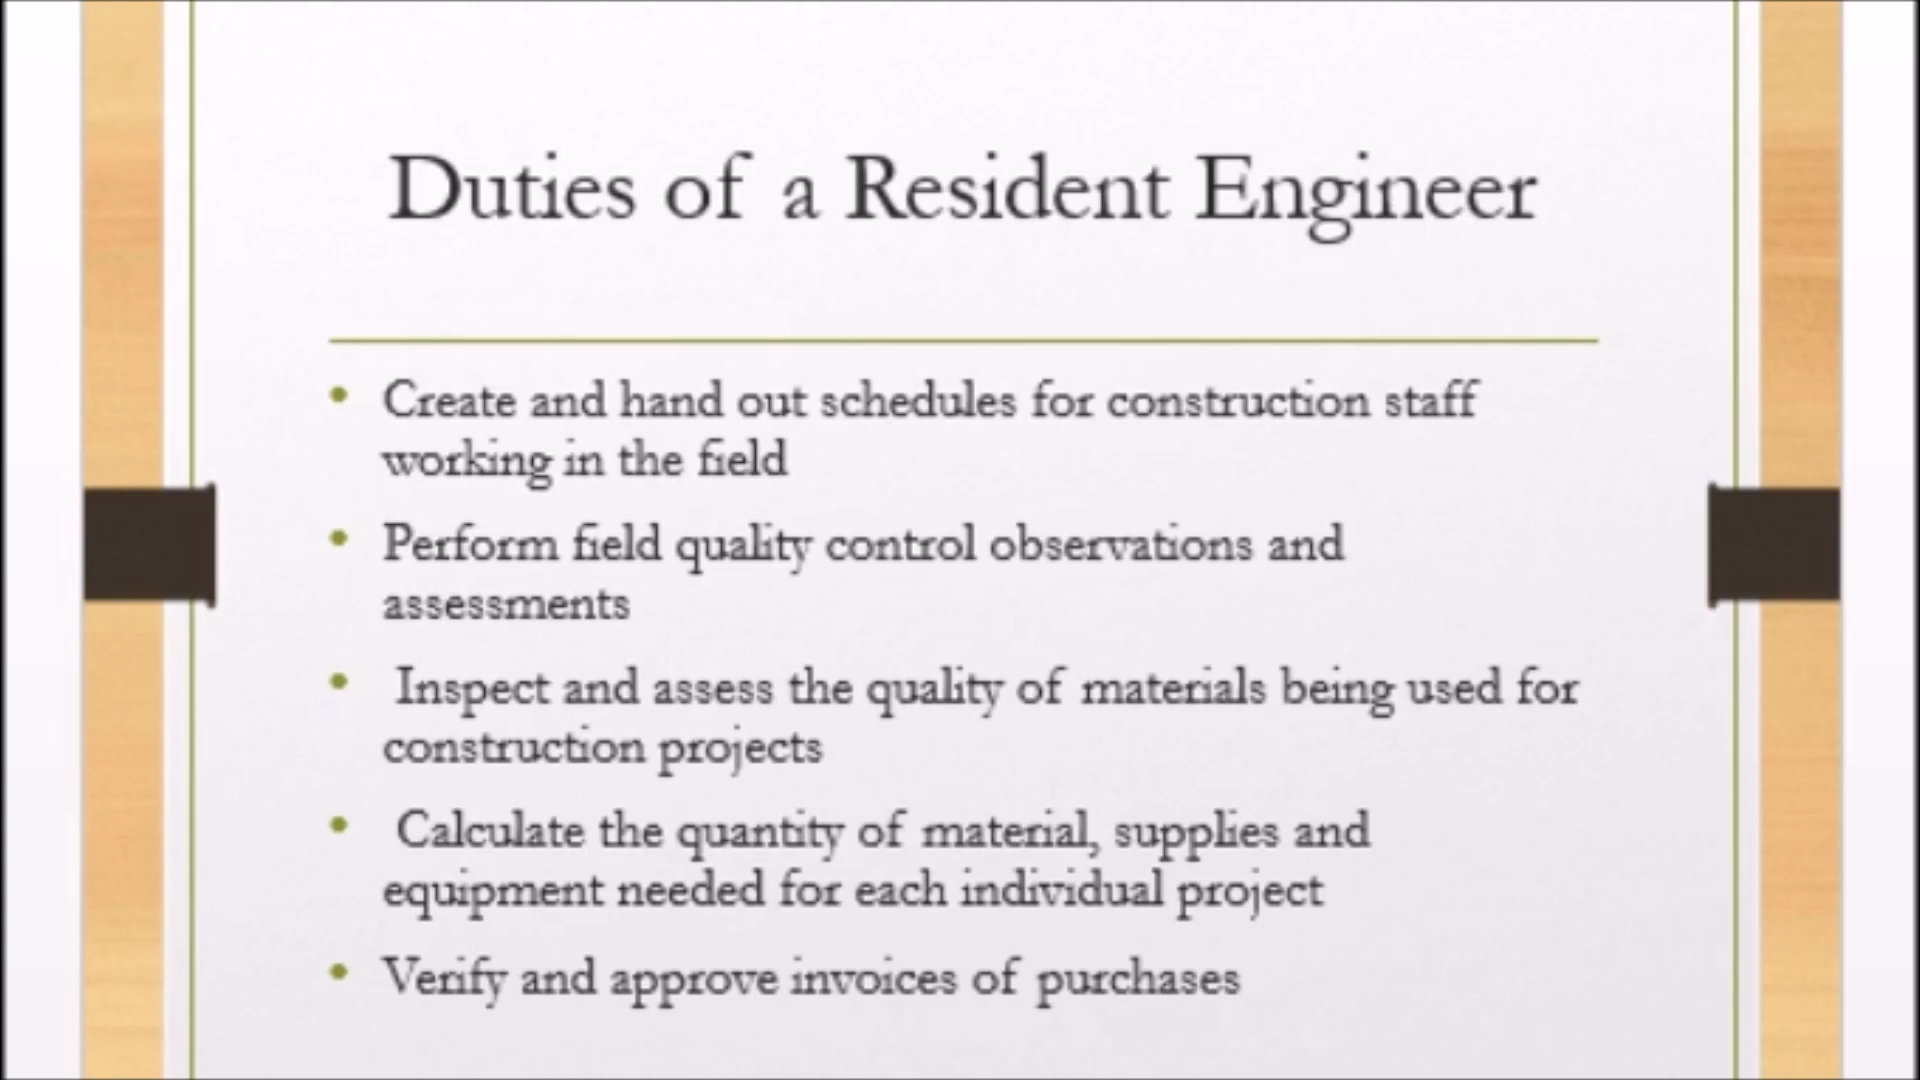 Duties of a Resident Engineer
• Create and hand out schedules for construction staff
working in the field
• Perform field quality control observations and
assessments
• Inspect and assess the quality of materials being used for
construction projects
• Calculate the quantity of material, supplies and
equipment needed for each individual project
• Verify and approve invoices of purchases